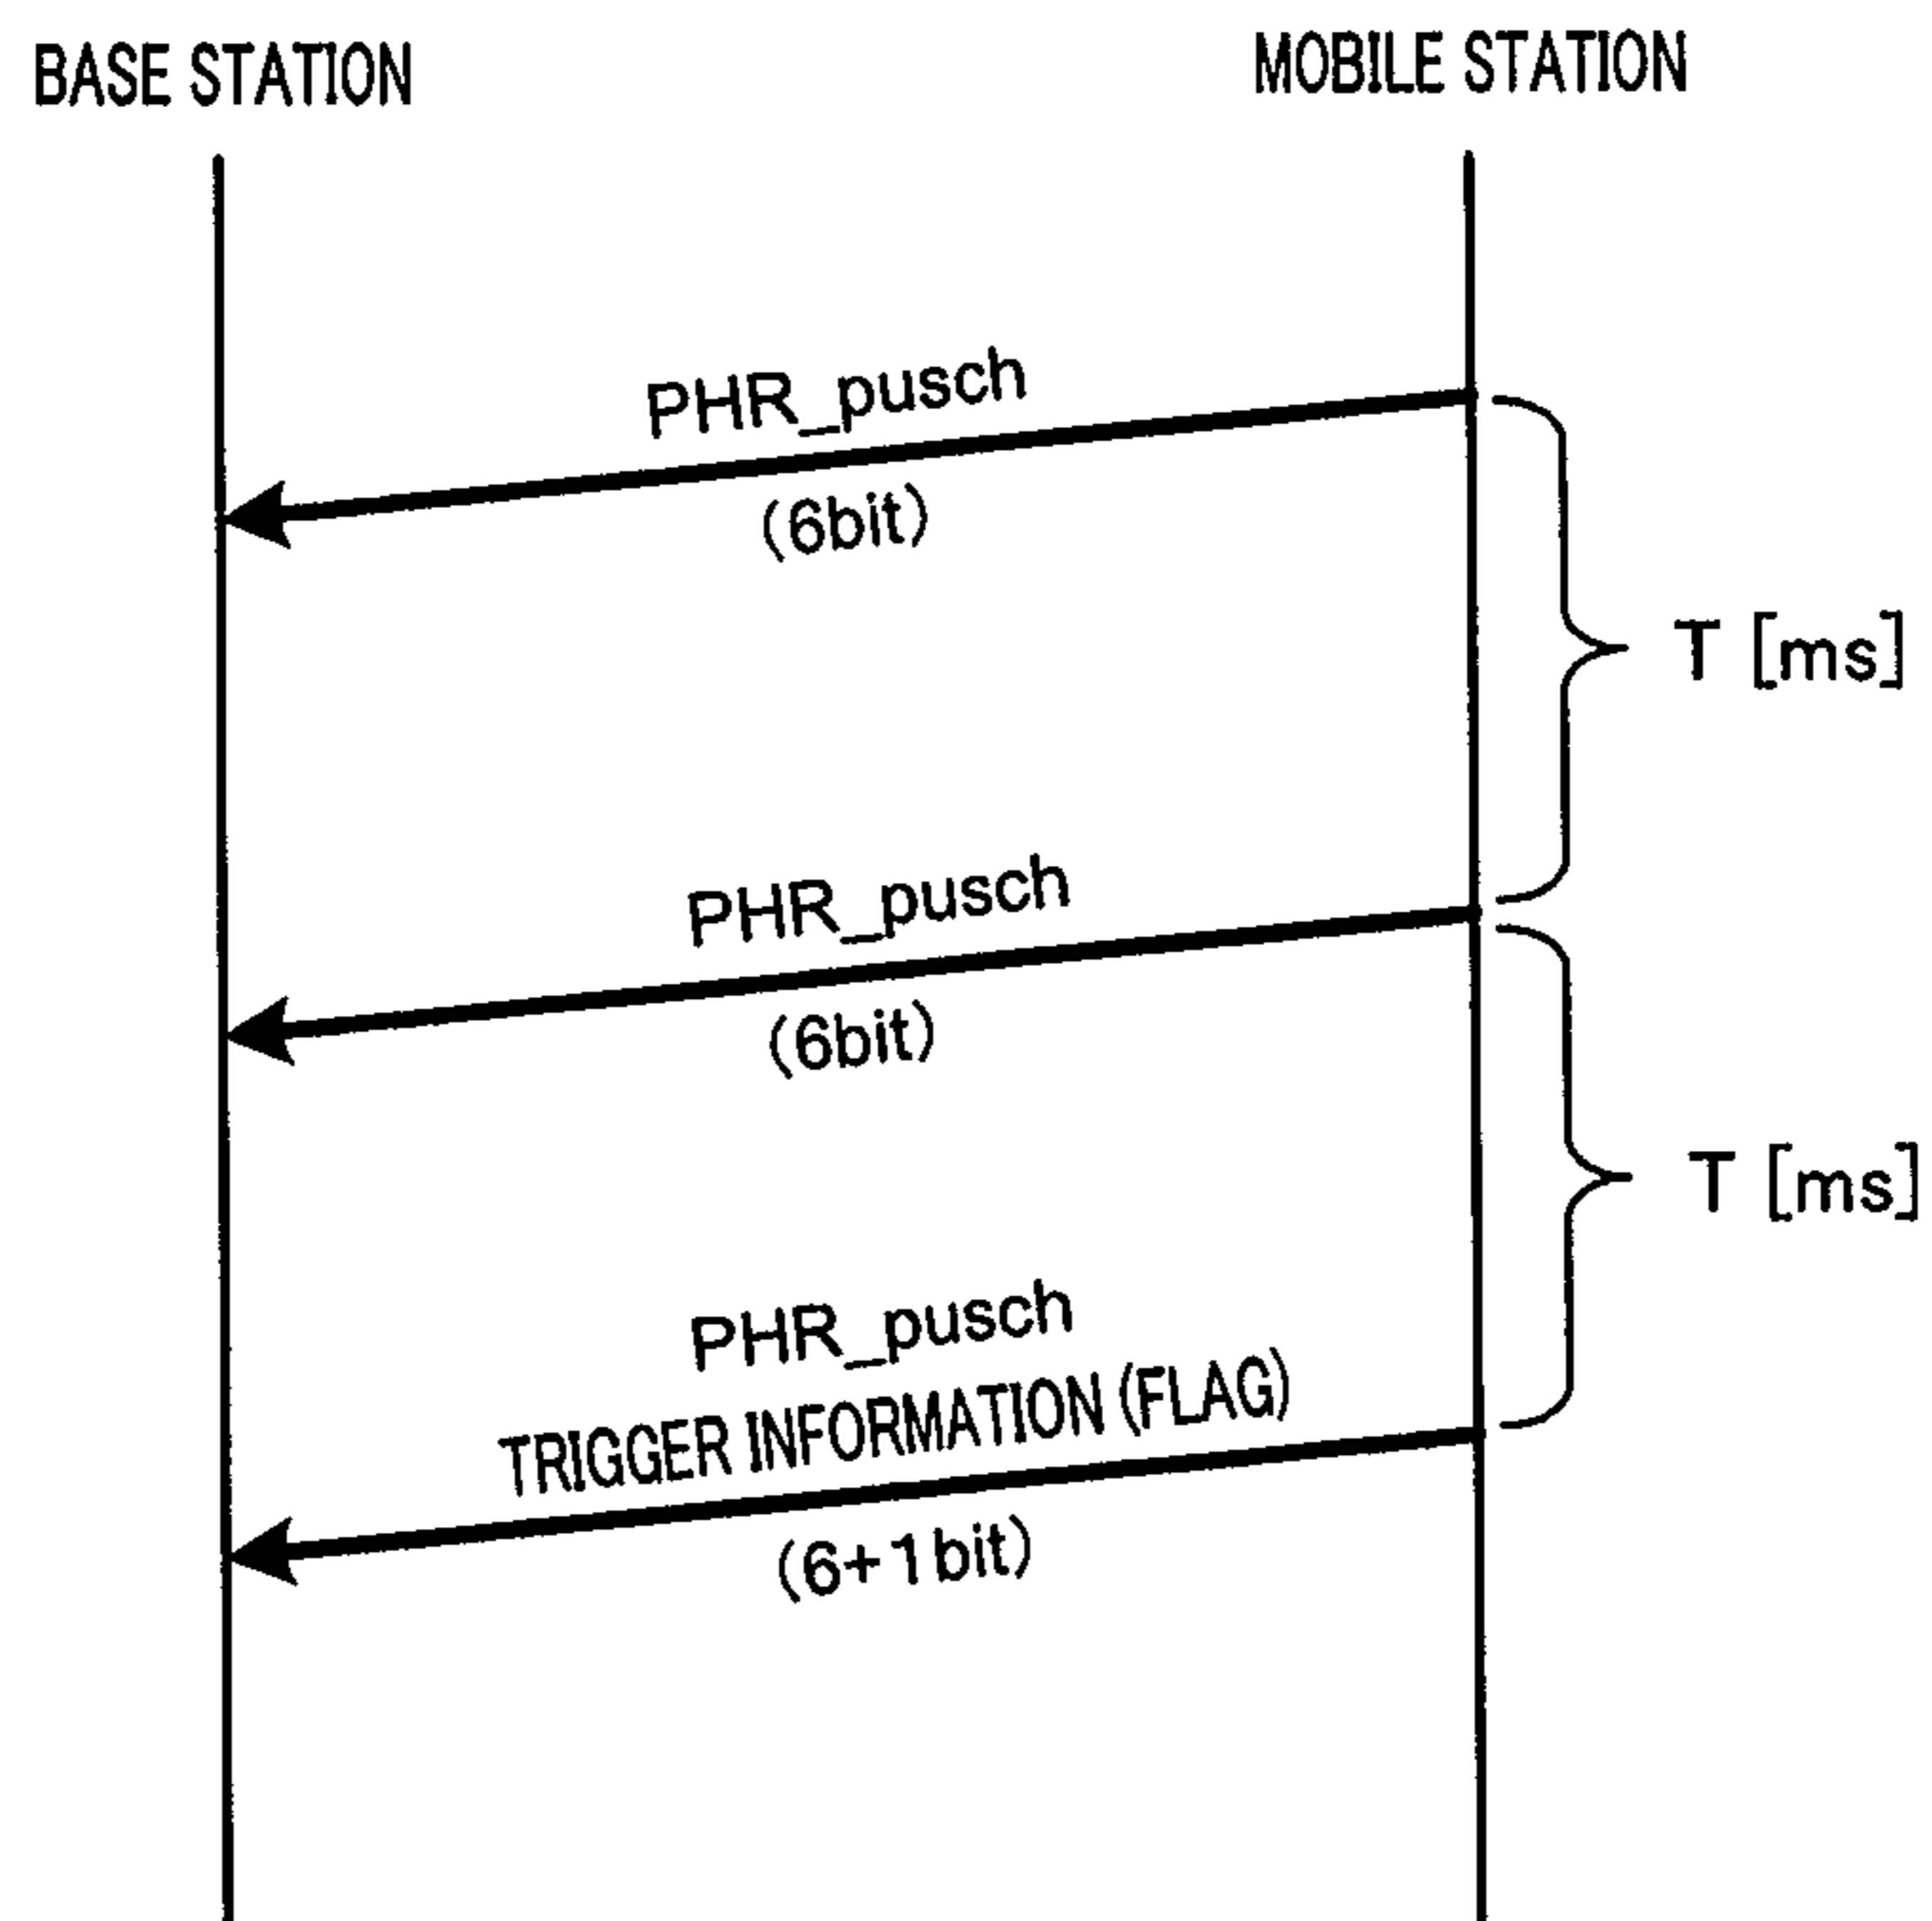 BASE STATION
MOBILE STATION
PHR_pusch
(6bit)
T [ms]
PHR_pusch
(6bit)
T [ms]
PHR_pusch
TRIGGER INFORMATION (FLAG)
(6+1bit)